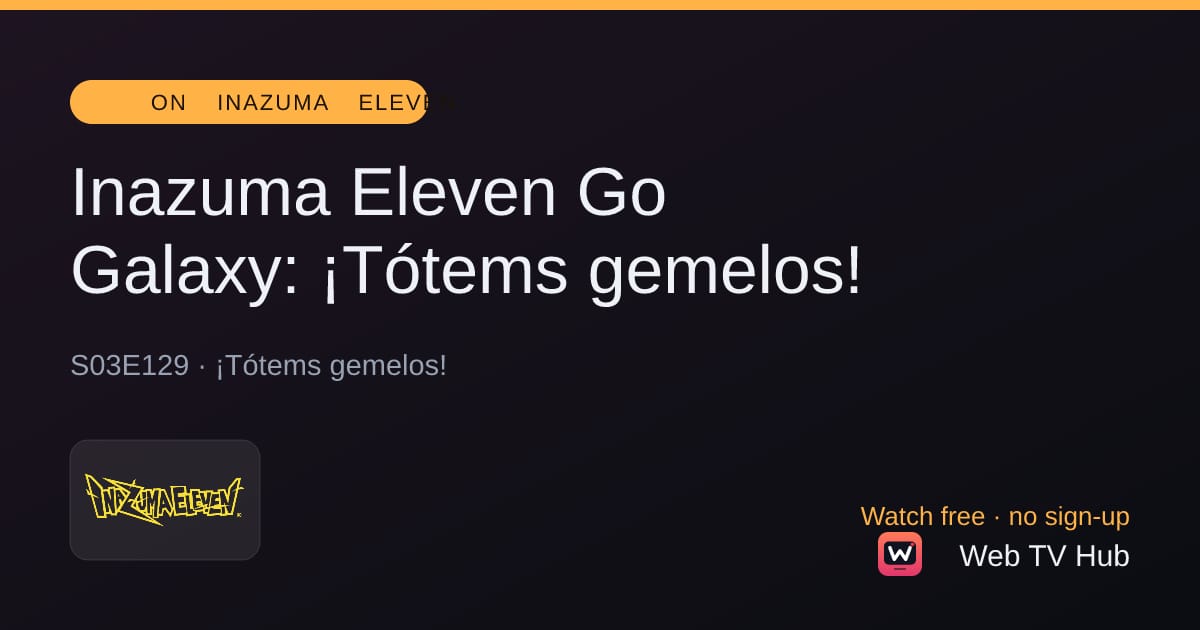 ON INAZUMA ELEVEN
Inazuma Eleven Go
Galaxy: ¡Tótems gemelos!
S03E129 · ¡Tótems gemelos!
INAZUMA ELEVEN
Watch free · no sign-up
W
Web TV Hub